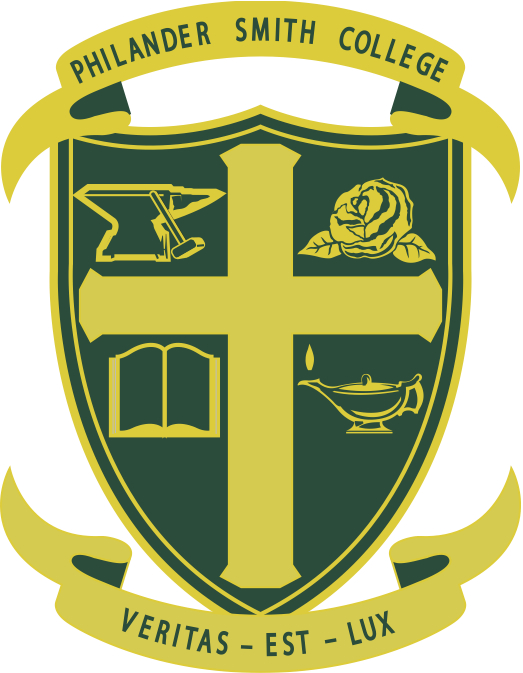 PHILANDER SMITH COLLEGE
VERITAS – EST – LUX